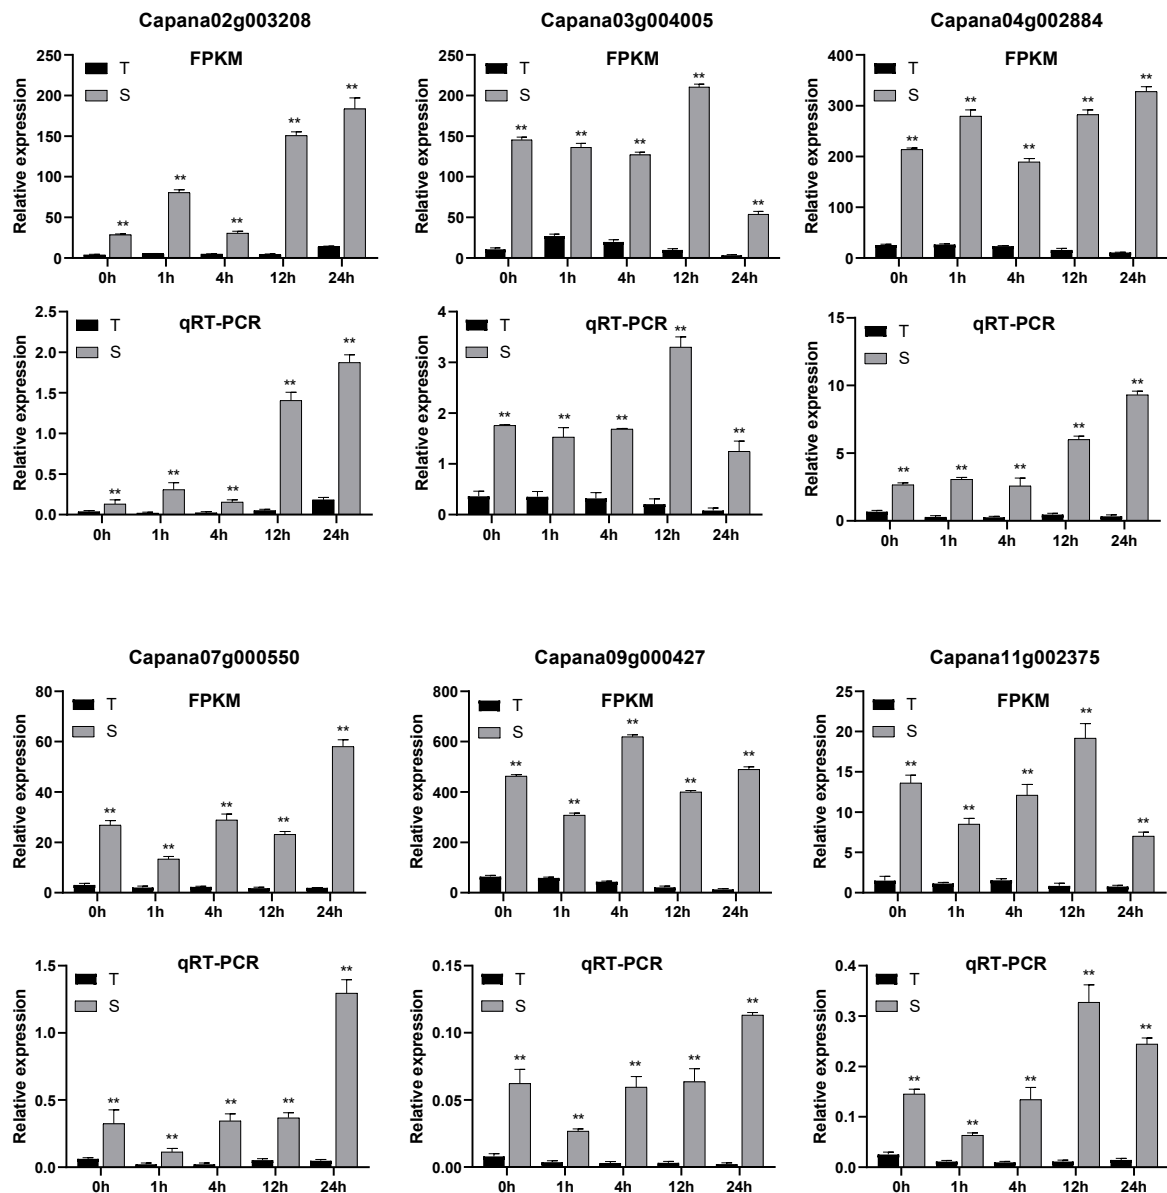 Capana02g003208
Capana03g004005
Capana04g002884
FPKM
T
S
Relative expression
250
200
150
100
50
0
**
**
**
**
**
0h
1h
4h
12h
24h
FPKM
T
S
Relative expression
250
200
150
100
50
0
**
**
**
**
**
0h
1h
4h
12h
24h
FPKM
T
S
Relative expression
400
300
200
100
0
**
**
**
**
**
0h
1h
4h
12h
24h
qRT-PCR
T
S
Relative expression
2.5
2.0
1.5
1.0
0.5
0.0
**
**
**
**
**
0h
1h
4h
12h
24h
qRT-PCR
T
S
Relative expression
4
3
2
1
0
**
**
**
**
**
0h
1h
4h
12h
24h
qRT-PCR
T
S
Relative expression
15
10
5
0
**
**
**
**
**
0h
1h
4h
12h
24h
Capana07g000550
Capana09g000427
Capana11g002375
FPKM
T
S
Relative expression
80
60
40
20
0
**
**
**
**
**
0h
1h
4h
12h
24h
FPKM
T
S
Relative expression
800
600
400
200
0
**
**
**
**
**
0h
1h
4h
12h
24h
FPKM
T
S
Relative expression
25
20
15
10
5
0
**
**
**
**
**
0h
1h
4h
12h
24h
qRT-PCR
T
S
Relative expression
1.5
1.0
0.5
0.0
**
**
**
**
**
0h
1h
4h
12h
24h
qRT-PCR
T
S
Relative expression
0.15
0.10
0.05
0.00
**
**
**
**
**
0h
1h
4h
12h
24h
qRT-PCR
T
S
Relative expression
0.4
0.3
0.2
0.1
0.0
**
**
**
**
**
0h
1h
4h
12h
24h